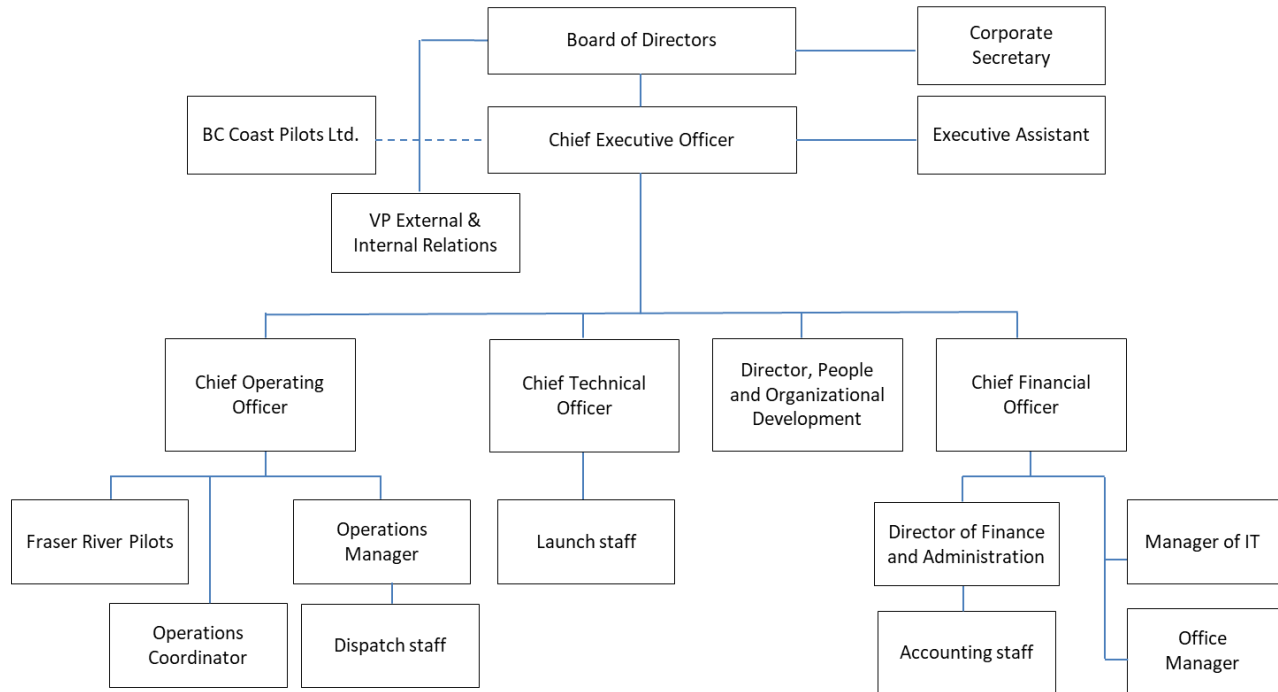 Board of Directors
Corporate
Secretary
BC Coast Pilots Ltd.
Chief Executive Officer
Executive Assistant
VP External &
Internal Relations
Chief Operating
Officer
Chief Technical
Officer
Director, People
and Organizational
Development
Chief Financial
Officer
Fraser River Pilots
Operations
Manager
Launch staff
Director of Finance
and Administration
Manager of IT
Operations
Coordinator
Dispatch staff
Accounting staff
Office
Manager